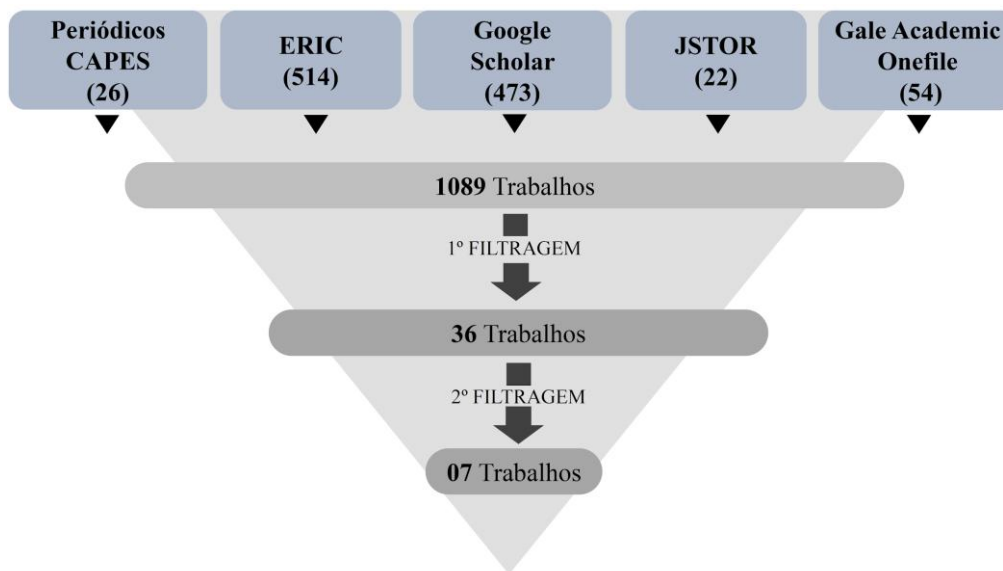 Periódicos
CAPES
(26)
ERIC
(514)
Google
Scholar
(473)
JSTOR
(22)
Gale Academic
Onefile
(54)
1089 Trabalhos
1º FILTRAGEM
36 Trabalhos
2º FILTRAGEM
07 Trabalhos